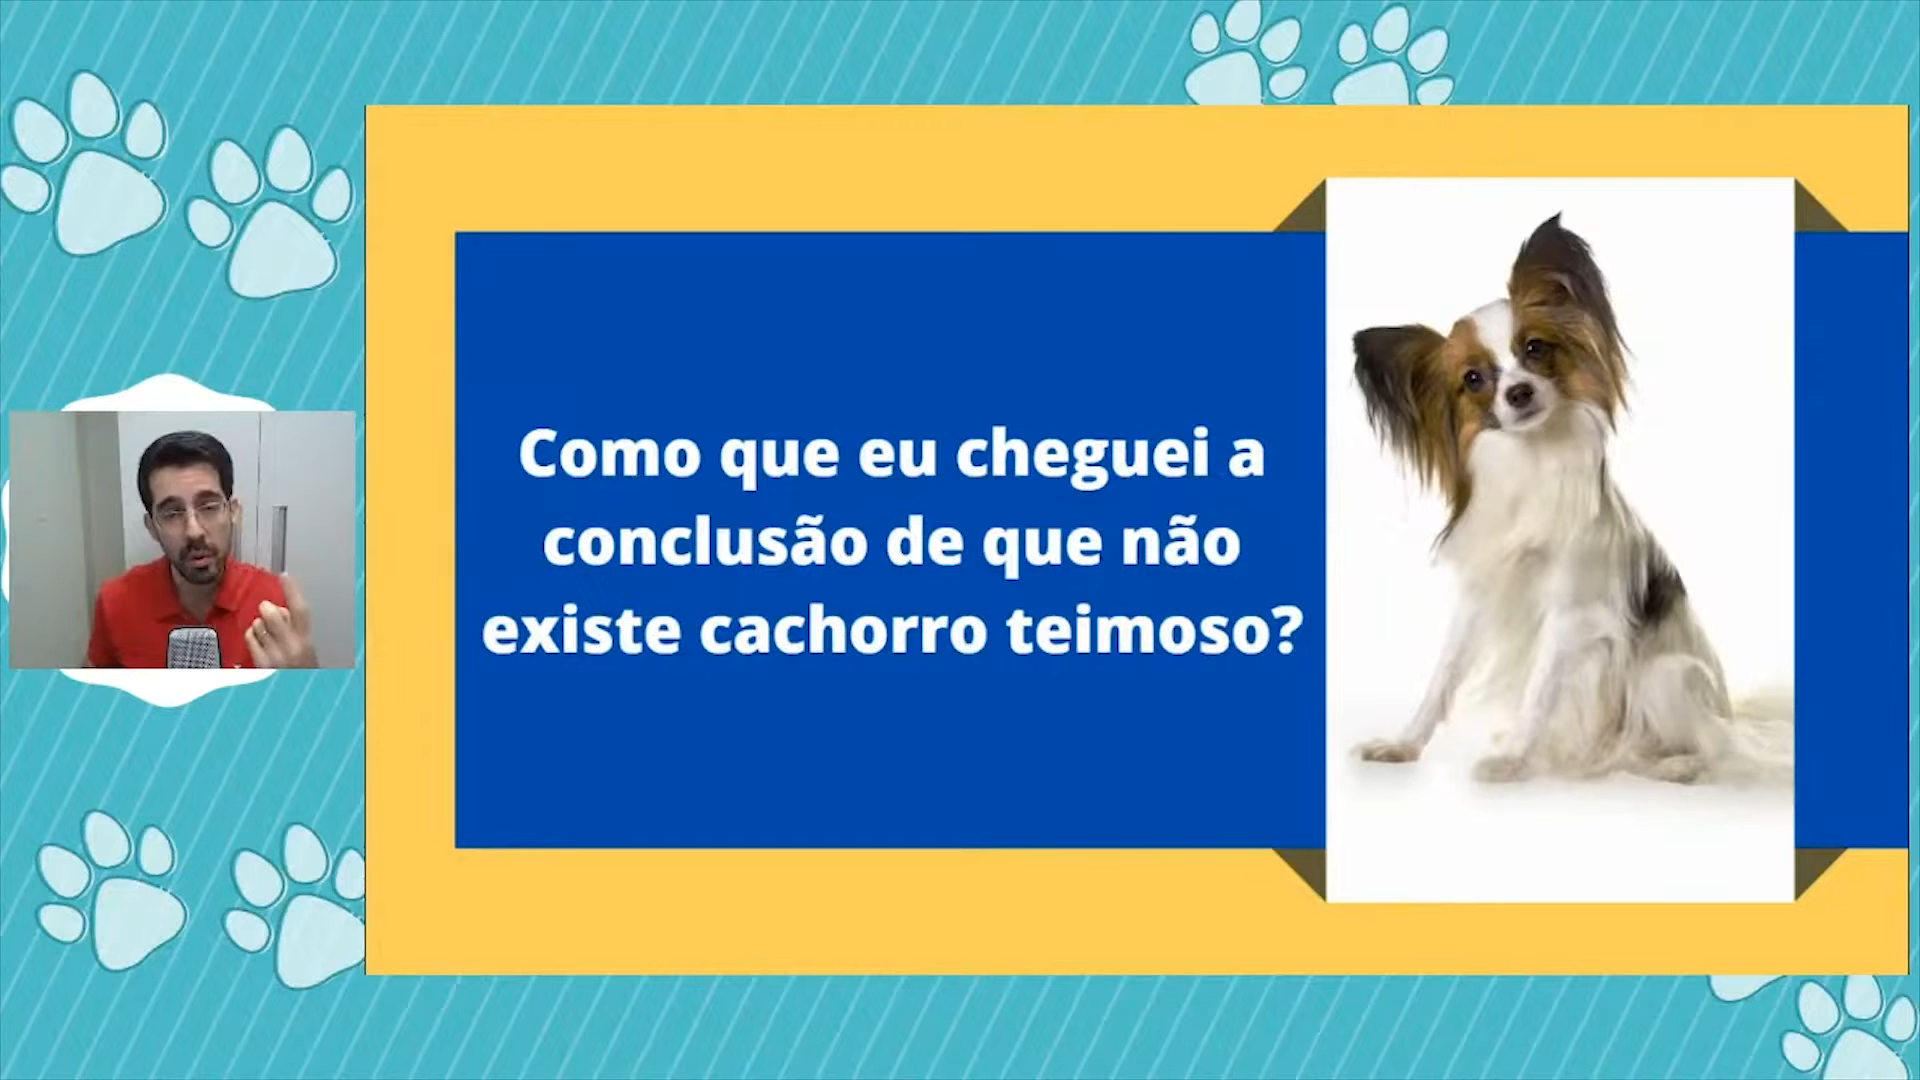 Como que eu cheguei a
conclusão de que não
existe cachorro teimoso?